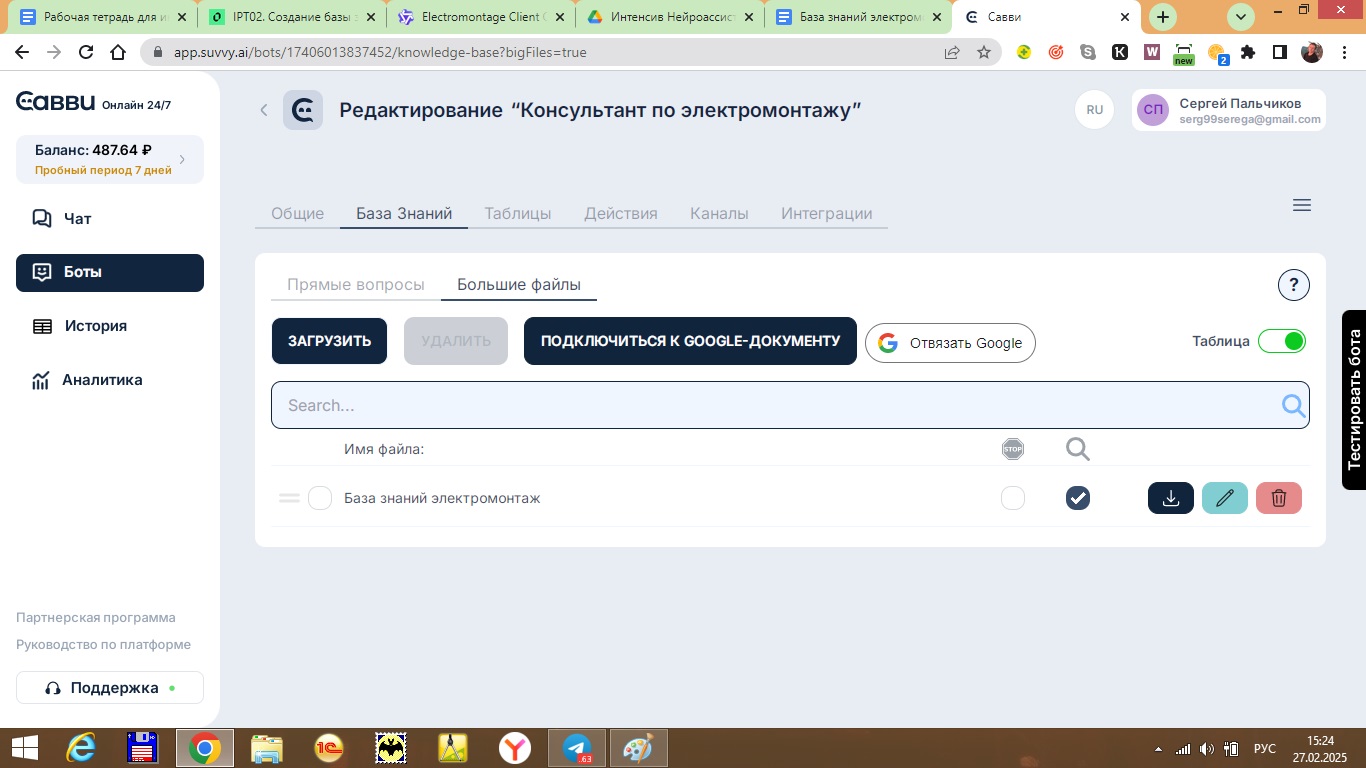 Рабочая тетрадь для и
IPT02. Создание базы з
Electromontage Client
Интенсив Нейроассист
База знаний электром
Савви
app.suvvy.ai/bots/17406013837452/knowledge-base?bigFiles=true
new
2
Савви Онлайн 24/7
Баланс: 487.64 ₽
Пробный период 7 дней
Чат
Боты
История
Аналитика
Партнерская программа
Руководство по платформе
Поддержка
Редактирование “Консультант по электромонтажу”
RU
СП
Сергей Пальчиков
serg99serega@gmail.com
Общие База Знаний Таблицы Действия Каналы Интеграции
Прямые вопросы Большие файлы
?
ЗАГРУЗИТЬ УДАЛИТЬ ПОДКЛЮЧИТЬСЯ К GOOGLE-ДОКУМЕНТУ Отвязать Google Таблица
Search...
Имя файла:
STOP
База знаний электромонтаж
Тестировать бота
1С
63
РУС
15:24
27.02.2025